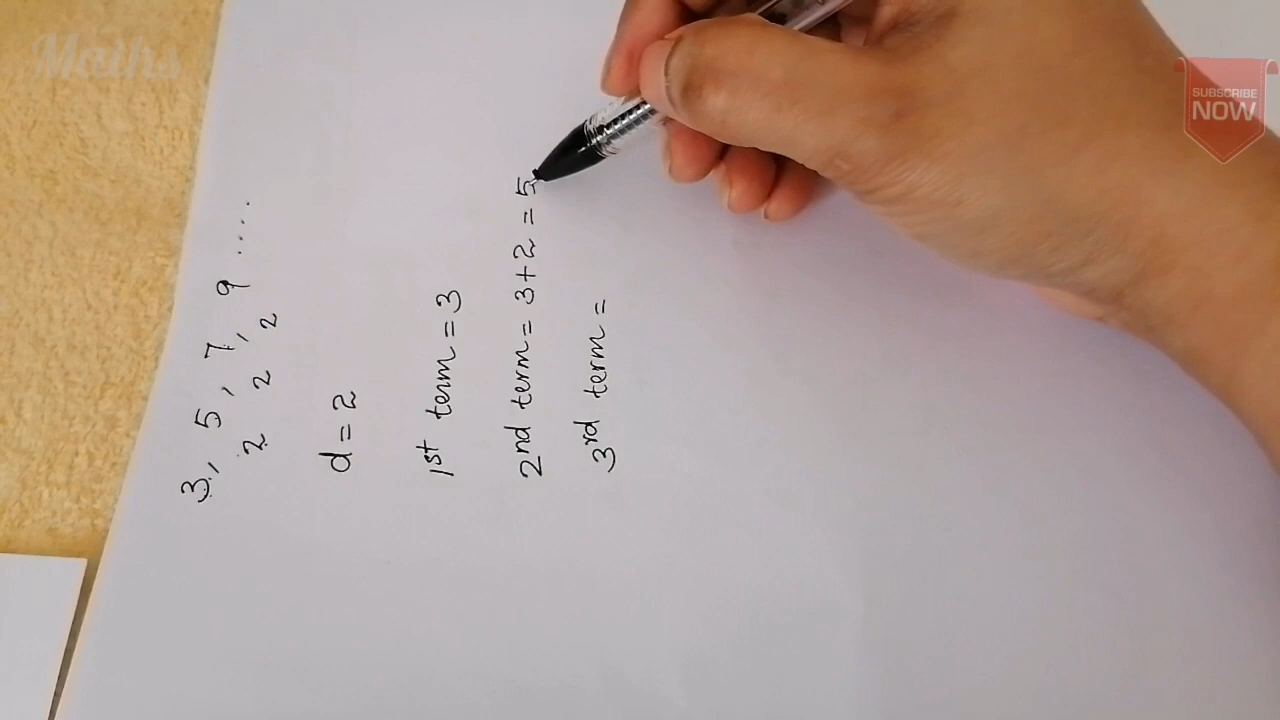 Maths
SUBSCRIBE
NOW
3, 5, 7, 9 ....
2 2 2
d = 2
1st term = 3
2nd term = 3 + 2 = 5
3rd term =